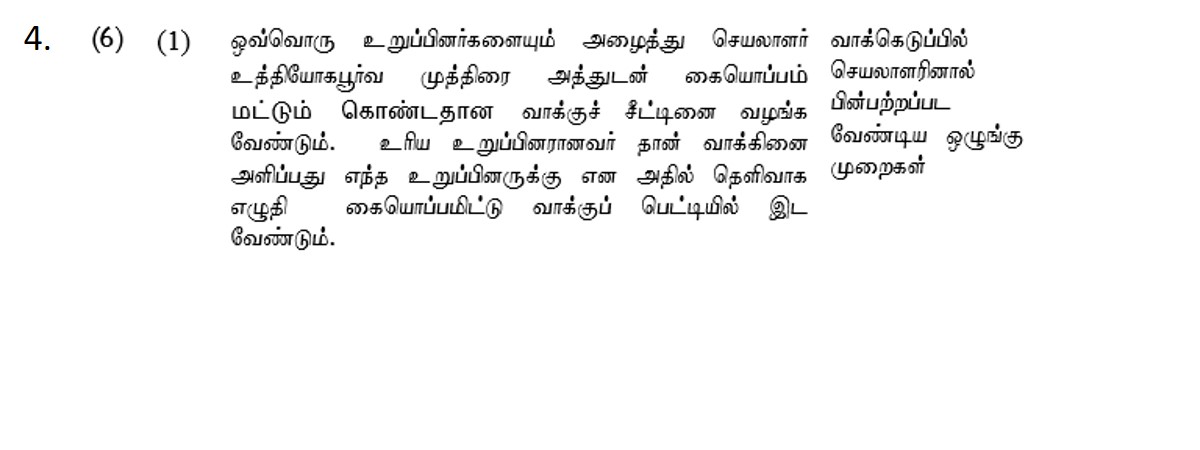 4. (6) (1) ஒவ்வொரு உறுப்பினர்களையும் அழைத்து செயலாளர்
உத்தியோகபூர்வ முத்திரை அத்துடன் கையொப்பம்
மட்டும் கொண்டதான வாக்குச் சீட்டினை வழங்க
வேண்டும். உரிய உறுப்பினரானவர் தான் வாக்கினை
அளிப்பது எந்த உறுப்பினருக்கு என அதில் தெளிவாக
எழுதி கையொப்பமிட்டு வாக்குப் பெட்டியில் இட
வேண்டும்.
வாக்கெடுப்பில்
செயலாளரினால்
பின்பற்றப்பட
வேண்டிய ஒழுங்கு
முறைகள்